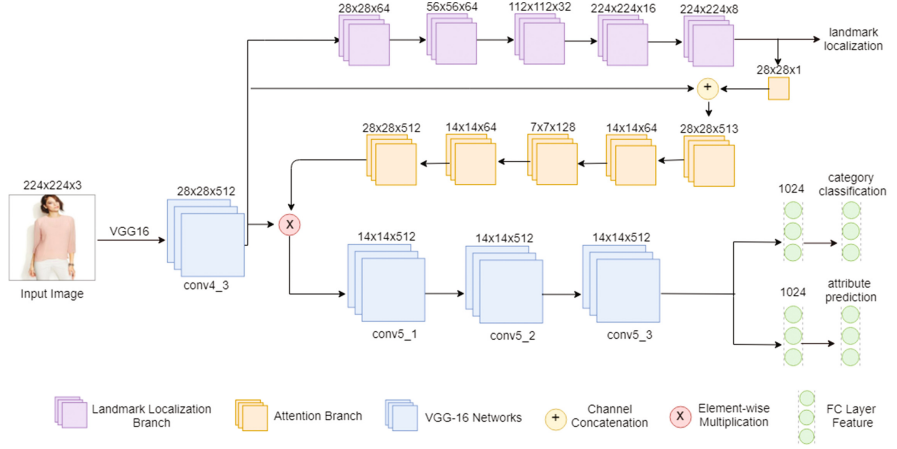 28x28x64
56x56x64
112x112x32
224x224x16
224x224x8
landmark
localization
28x28x1
+
28x28x512
14x14x64
7x7x128
14x14x64
28x28x513
224x224x3
VGG16
28x28x512
X
Input Image
conv4_3
14x14x512
14x14x512
14x14x512
conv5_1
conv5_2
conv5_3
1024
category
classification
1024
attribute
prediction
Landmark Localization
Branch
Attention Branch
VGG-16 Networks
+
Channel
Concatenation
X
Element-wise
Multiplication
FC Layer
Feature